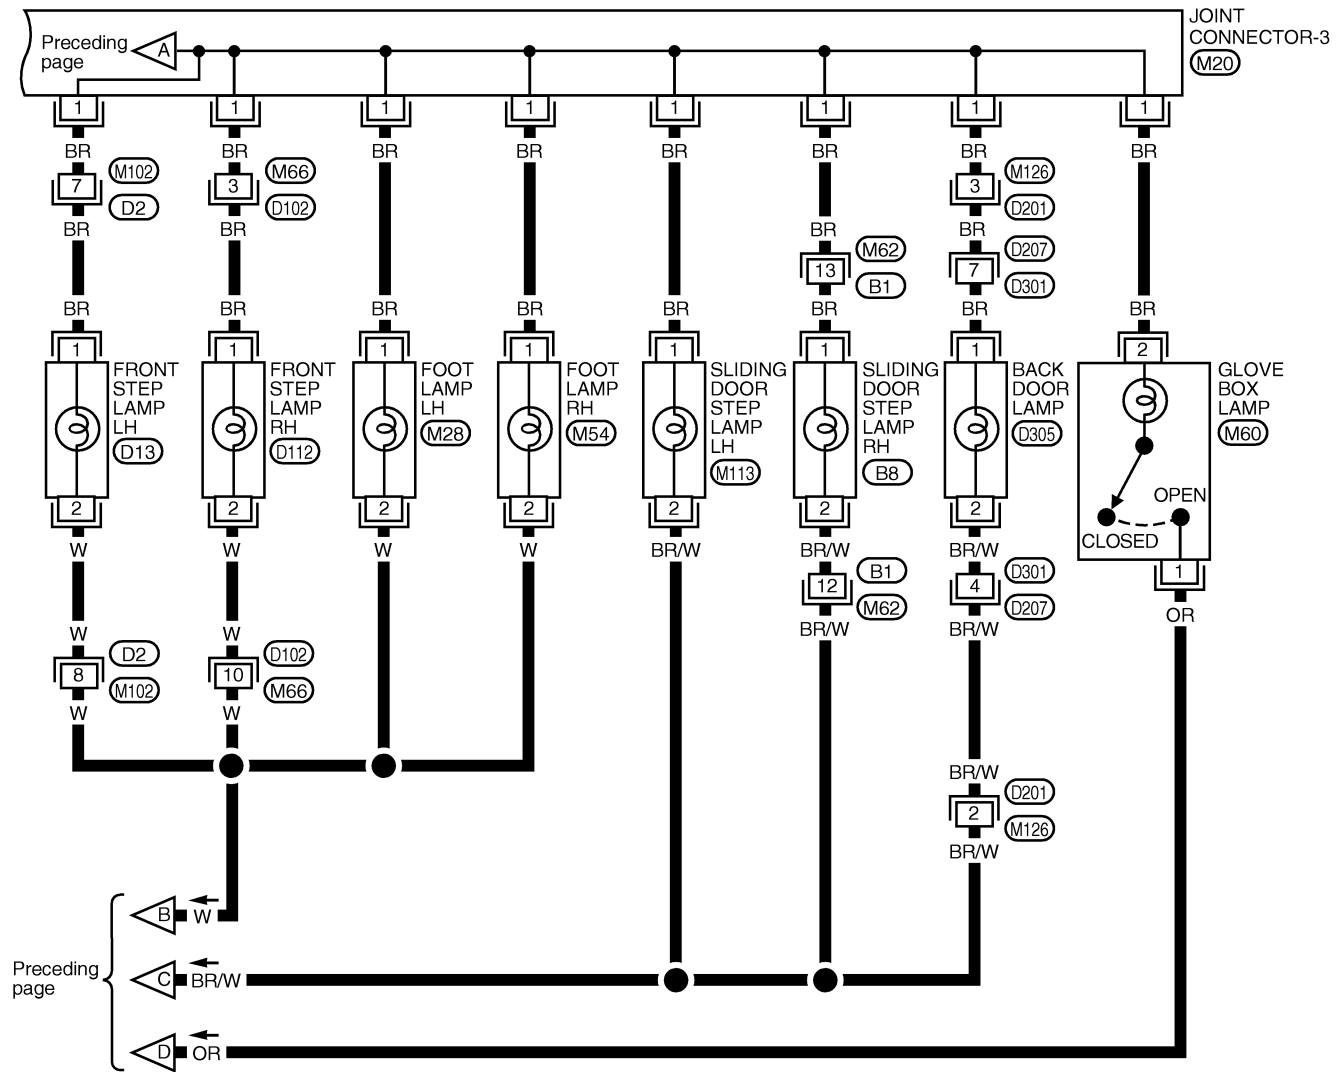 JOINT
CONNECTOR-3
M20
Preceding
page
A
1 1 1 1 1 1 1 1
BR BR BR BR BR BR BR BR
7 M102 3 M66 3 M126
D2 D102 D201
BR BR BR BR
13 M62 7 D207
B1 D301
BR BR BR BR BR BR BR BR
1 1 1 1 1 1 1 2
FRONT
STEP
LAMP
LH
D13
FRONT
STEP
LAMP
RH
D112
FOOT
LAMP
LH
M28
FOOT
LAMP
RH
M54
SLIDING
DOOR
STEP
LAMP
LH
M113
SLIDING
DOOR
STEP
LAMP
RH
B8
BACK
DOOR
LAMP
D305
GLOVE
BOX
LAMP
M60
OPEN
CLOSED
2 2 2 2 2 2 2 1
W W W W BR/W BR/W BR/W OR
12 B1 4 D301
M62 D207
BR/W BR/W
W W
8 D2 10 D102
M102 M66
W W
BR/W
2 D201
M126
BR/W
Preceding
page
B W
C BR/W
D OR